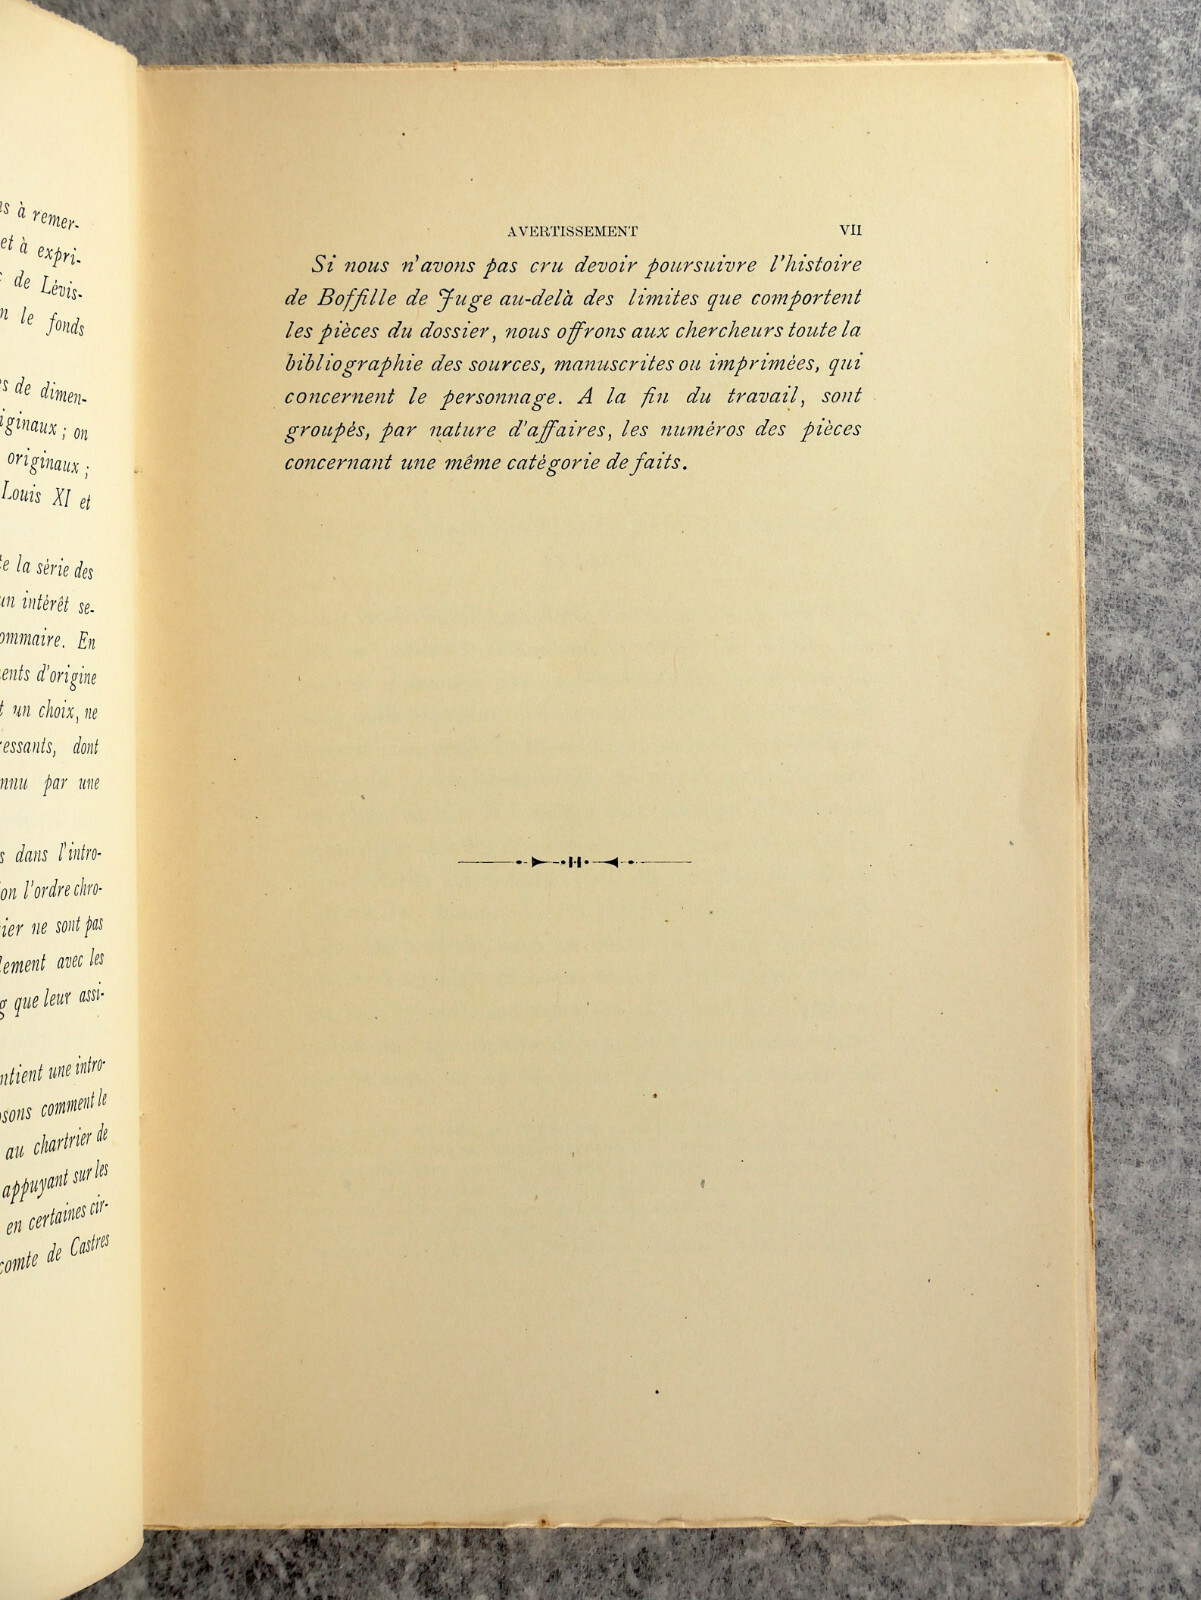 s à remer-
et à expri-
de Lévis-
n le fonds
s de dimen-
iginaux ; on
originaux ;
Louis XI et
e la série des
un intérêt se-
ommaire. En
ents d'origine
t un choix, ne
essants, dont
nnu par une
s dans l'intro-
on l'ordre chro-
ier ne sont pas
lement avec les
g que leur assi-
ntient une intro-
sons comment le
au chartrier de
appuyant sur les
en certaines cir-
comte de Castres
AVERTISSEMENT VII
Si nous n'avons pas cru devoir poursuivre l'histoire
de Boffille de Juge au-delà des limites que comportent
les pièces du dossier, nous offrons aux chercheurs toute la
bibliographie des sources, manuscrites ou imprimées, qui
concernent le personnage. A la fin du travail, sont
groupés, par nature d'affaires, les numéros des pièces
concernant une même catégorie de faits.